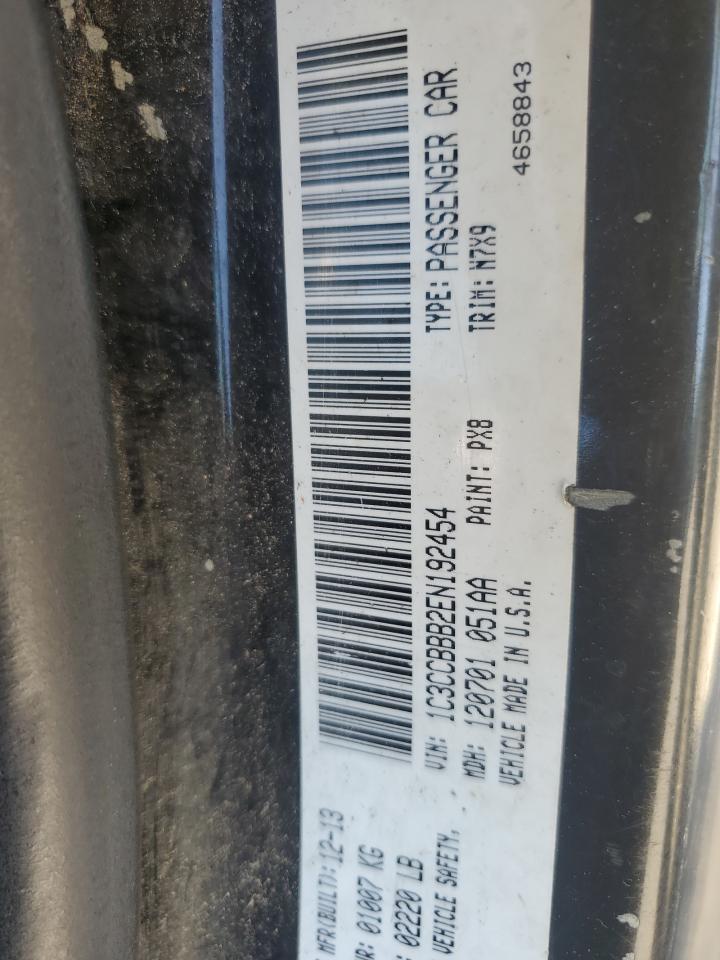 MFR(BUILT): 12-13
: 01007 KG
: 02220 LB
VEHICLE SAFETY,
VIN: 1C3CCBBB2EN192454
TYPE: PASSENGER CAR
MDH: 120701 051AA
PAINT: PX8
TRIM: M7X9
VEHICLE MADE IN U.S.A.
4658843